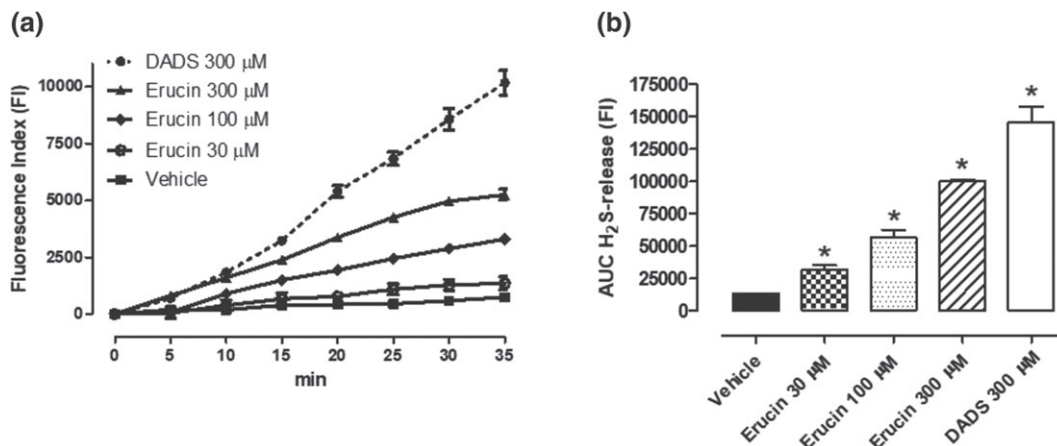 (a)
DADS 300 µM
Erucin 300 µM
Erucin 100 µM
Erucin 30 µM
Vehicle
Fluorescence Index (FI)
10000
7500
5000
2500
0
0 5 10 15 20 25 30 35
min
(b)
AUC H₂S-release (FI)
175000
150000
125000
100000
75000
50000
25000
0
* * * *
Vehicle
Erucin 30 µM
Erucin 100 µM
Erucin 300 µM
DADS 300 µM